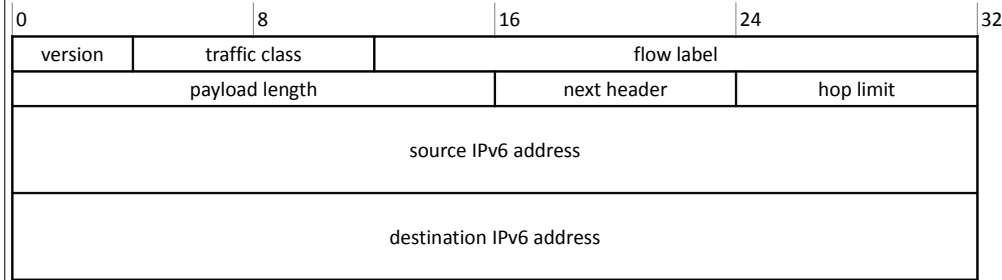 0 8 16 24 32
version traffic class flow label
payload length next header hop limit
source IPv6 address
destination IPv6 address